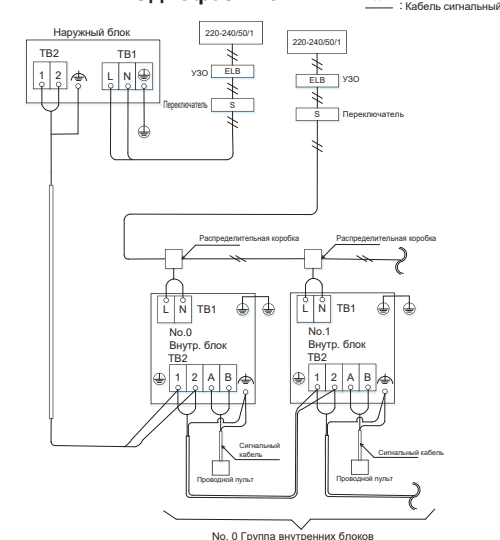 : Кабель сигнальный
Наружный блок
TB2
TB1
1 2
L N
220-240/50/1
УЗО
ELB
Переключатель
S
220-240/50/1
ELB
УЗО
S
Переключатель
Распределительная коробка
Распределительная коробка
L N
TB1
No.0
Внутр. блок
TB2
1 2 A B
Сигнальный
кабель
Проводной пульт
L N
TB1
No.1
Внутр. блок
TB2
1 2 A B
Сигнальный кабель
Проводной пульт
No. 0 Группа внутренних блоков